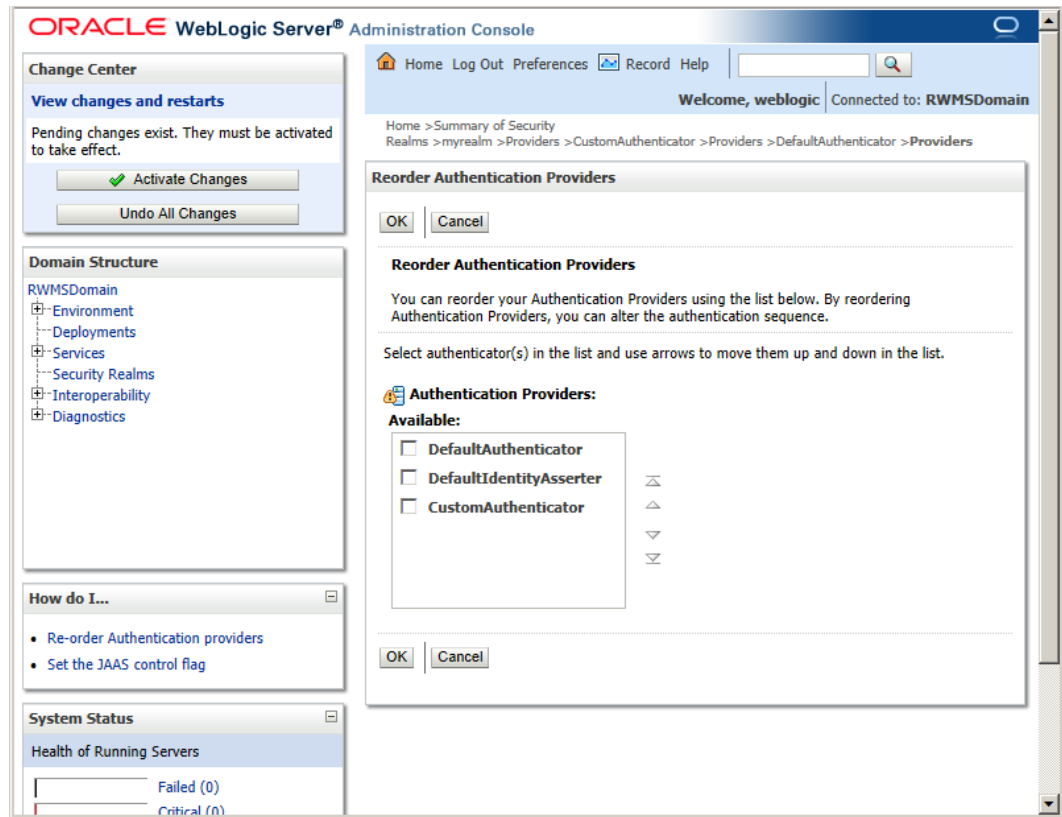 ORACLE WebLogic Server® Administration Console
Change Center
View changes and restarts
Pending changes exist. They must be activated
to take effect.
Activate Changes
Undo All Changes
Domain Structure
RWMSDomain
Environment
Deployments
Services
Security Realms
Interoperability
Diagnostics
How do I...
Re-order Authentication providers
Set the JAAS control flag
System Status
Health of Running Servers
Failed (0)
Critical (0)
Home Log Out Preferences Record Help
Welcome, weblogic Connected to: RWMSDomain
Home >Summary of Security
Realms >myrealm >Providers >CustomAuthenticator >Providers >DefaultAuthenticator >Providers
Reorder Authentication Providers
OK Cancel
Reorder Authentication Providers
You can reorder your Authentication Providers using the list below. By reordering
Authentication Providers, you can alter the authentication sequence.
Select authenticator(s) in the list and use arrows to move them up and down in the list.
Authentication Providers:
Available:
DefaultAuthenticator
DefaultIdentityAsserter
CustomAuthenticator
OK Cancel